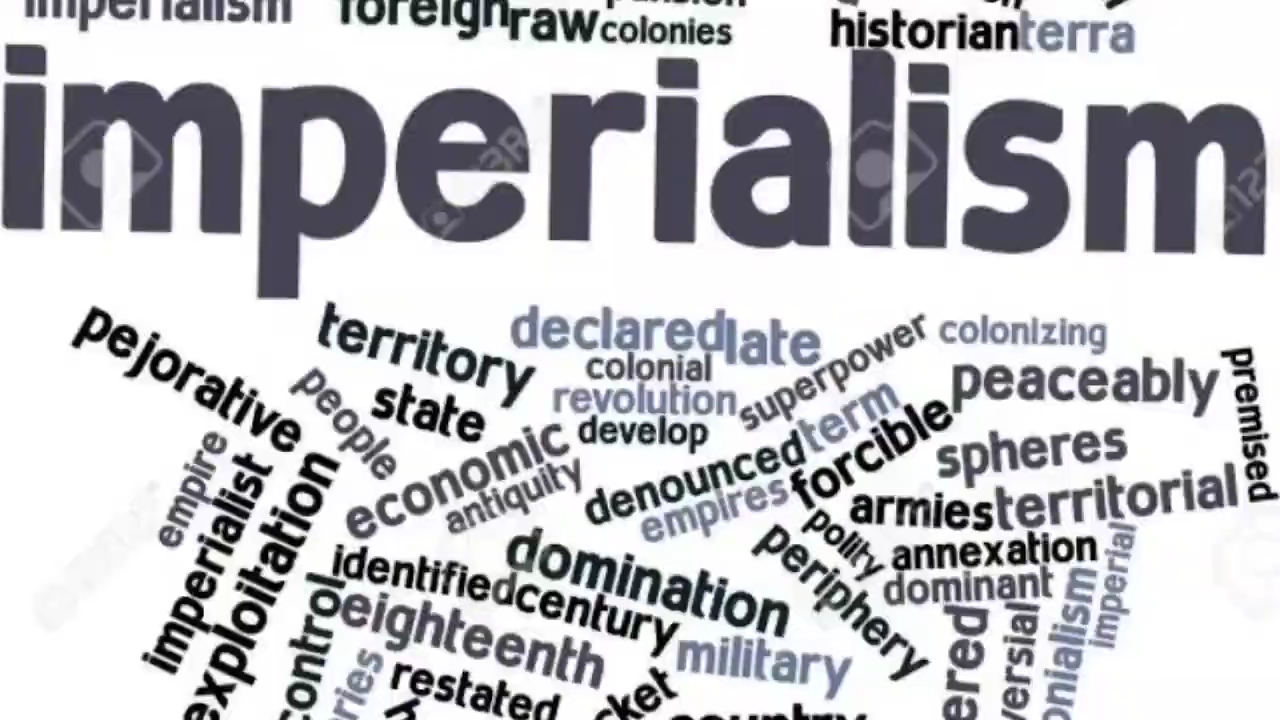 imperialism
foreign
raw
colonies
historian
terra
imperialism
pejorative
territory
declared
late
superpower
colonizing
colonial
revolution
people
state
develop
peaceably
premised
economic
antiquity
denounced
term
forcible
spheres
empire
imperialist
exploitation
empires
armies
territorial
polity
periphery
annexation
dominant
imperial
identified
domination
century
eighteenth
control
military
restated